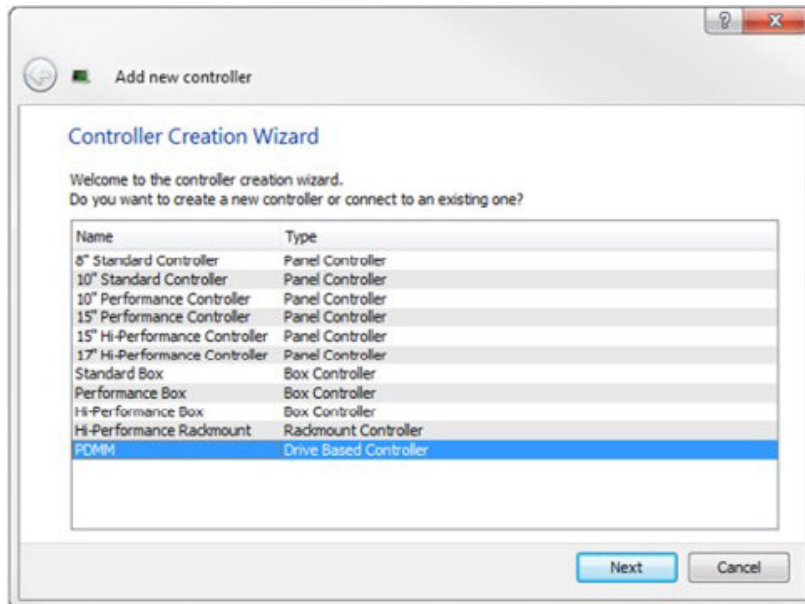 Add new controller
Controller Creation Wizard
Welcome to the controller creation wizard.
Do you want to create a new controller or connect to an existing one?
Name Type
8" Standard Controller Panel Controller
10" Standard Controller Panel Controller
10" Performance Controller Panel Controller
15" Performance Controller Panel Controller
15" Hi-Performance Controller Panel Controller
17" Hi-Performance Controller Panel Controller
Standard Box Box Controller
Performance Box Box Controller
Hi-Performance Box Box Controller
Hi-Performance Rackmount Rackmount Controller
PDMM Drive Based Controller
Next Cancel